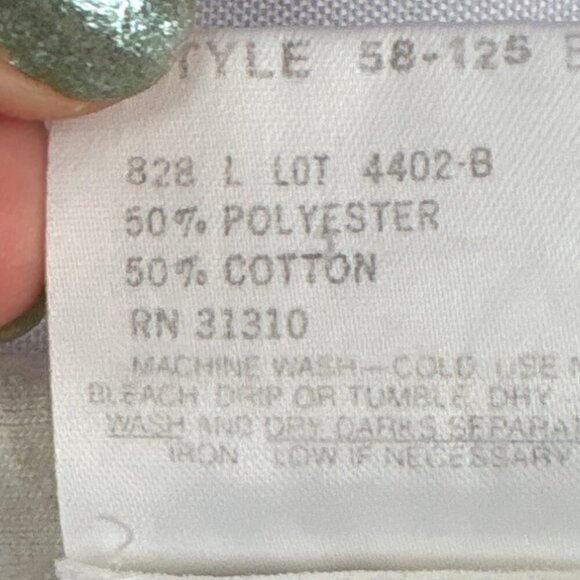 STYLE 58-125
828 L LOT 4402-B
50% POLYESTER
50% COTTON
RN 31310
MACHINE WASH—COLD USE
BLEACH DRIP OR TUMBLE DRY
WASH AND DRY DARKS
IRON LOW IF NECESSARY